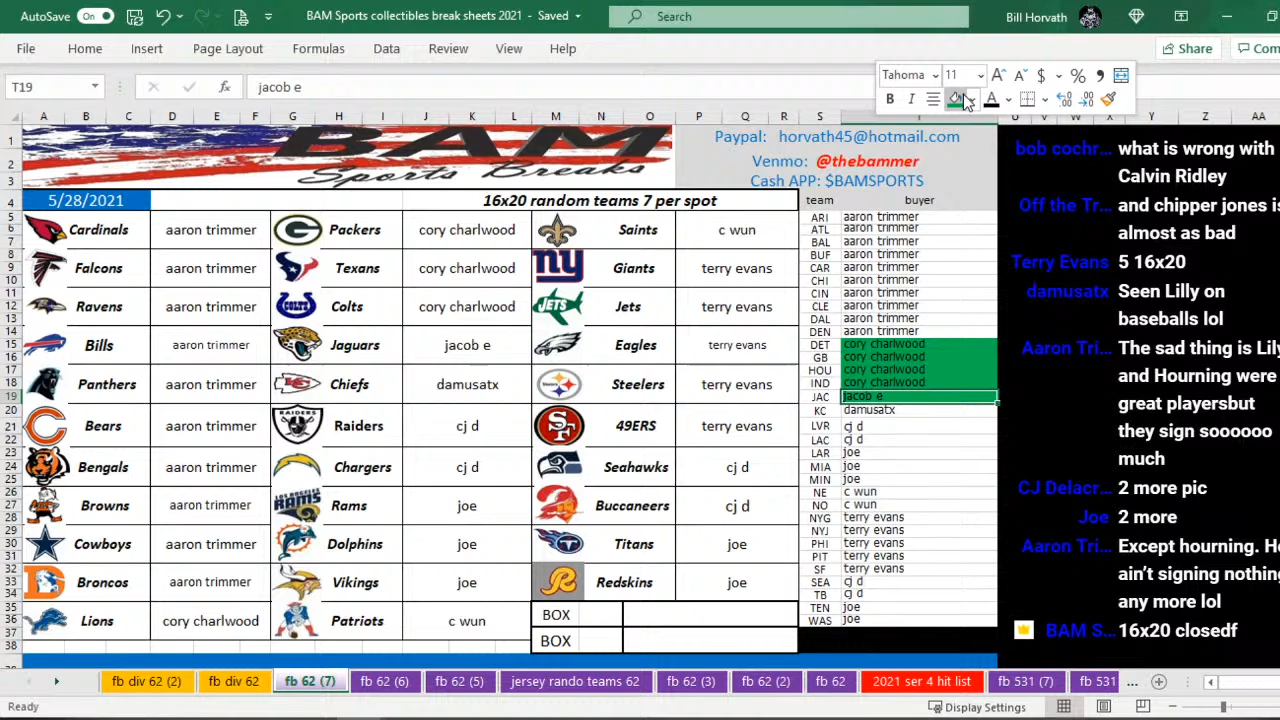 AutoSave On BAM Sports collectibles break sheets 2021 - Saved Search Bill Horvath
File Home Insert Page Layout Formulas Data Review View Help Share
Tahoma 11 $ %
T19 fx jacob e
A B C D E F G H I J K L M N O P Q R S T U V W X Y Z AA
BAM
Sports Breaks
Paypal: horvath45@hotmail.com
Venmo: @thebammer
Cash APP: $BAMSPORTS
5/28/2021 16x20 random teams 7 per spot team buyer
Cardinals aaron trimmer Packers cory charlwood Saints c wun
Falcons aaron trimmer Texans cory charlwood Giants terry evans
Ravens aaron trimmer Colts cory charlwood Jets terry evans
Bills aaron trimmer Jaguars jacob e Eagles terry evans
Panthers aaron trimmer Chiefs damusatx Steelers terry evans
Bears aaron trimmer Raiders cj d 49ERS terry evans
Bengals aaron trimmer Chargers cj d Seahawks cj d
Browns aaron trimmer Rams joe Buccaneers cj d
Cowboys aaron trimmer Dolphins joe Titans joe
Broncos aaron trimmer Vikings joe Redskins joe
Lions cory charlwood Patriots c wun BOX
BOX
ARI aaron trimmer
ATL aaron trimmer
BAL aaron trimmer
BUF aaron trimmer
CAR aaron trimmer
CHI aaron trimmer
CIN aaron trimmer
CLE aaron trimmer
DAL aaron trimmer
DEN aaron trimmer
DET cory charlwood
GB cory charlwood
HOU cory charlwood
IND cory charlwood
JAC jacob e
KC damusatx
LVR cj d
LAC cj d
LAR joe
MIA joe
MIN joe
NE c wun
NO c wun
NYG terry evans
NYJ terry evans
PHI terry evans
PIT terry evans
SF terry evans
SEA cj d
TB cj d
TEN joe
WAS joe
bob cochr... what is wrong with
Calvin Ridley
Off the Tr... and chipper jones is
almost as bad
Terry Evans 5 16x20
damusatx Seen Lilly on
baseballs lol
Aaron Tri... The sad thing is Lily
and Hourning were
great playersbut
they sign soooooo
much
CJ Delacr... 2 more pic
Joe 2 more
Aaron Tri... Except hourning. He
ain't signing nothing
any more lol
BAM S... 16x20 closedf
fb div 62 (2) fb div 62 fb 62 (7) fb 62 (6) fb 62 (5) jersey rando teams 62 fb 62 (3) fb 62 (2) fb 62 2021 ser 4 hit list fb 531 (7) fb 531 ...
Ready Display Settings